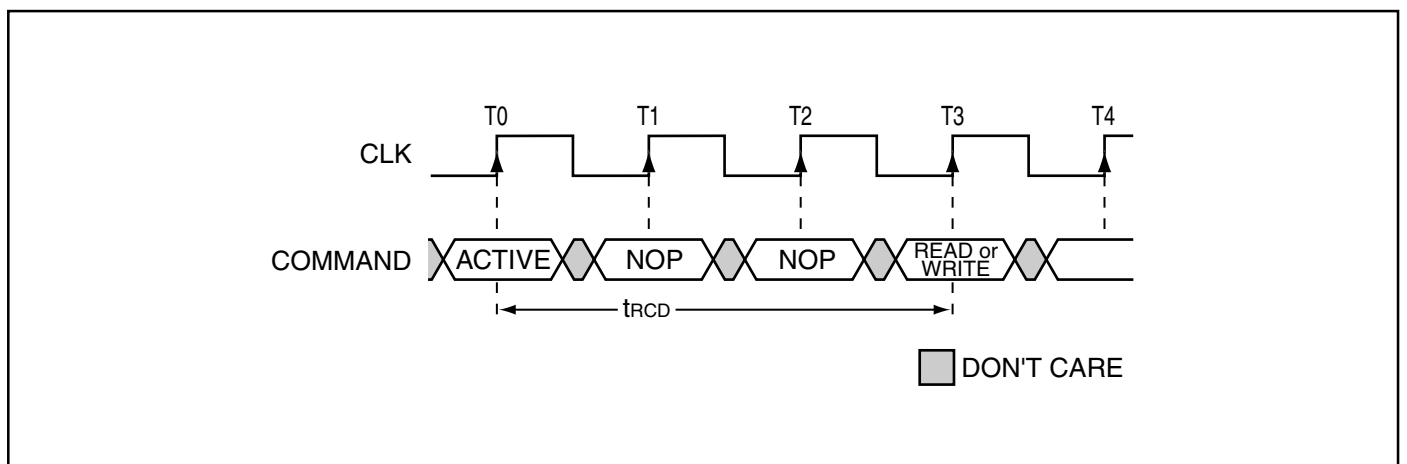 T0 T1 T2 T3 T4
CLK
COMMAND ACTIVE NOP NOP READ or
WRITE
tRCD
DON'T CARE